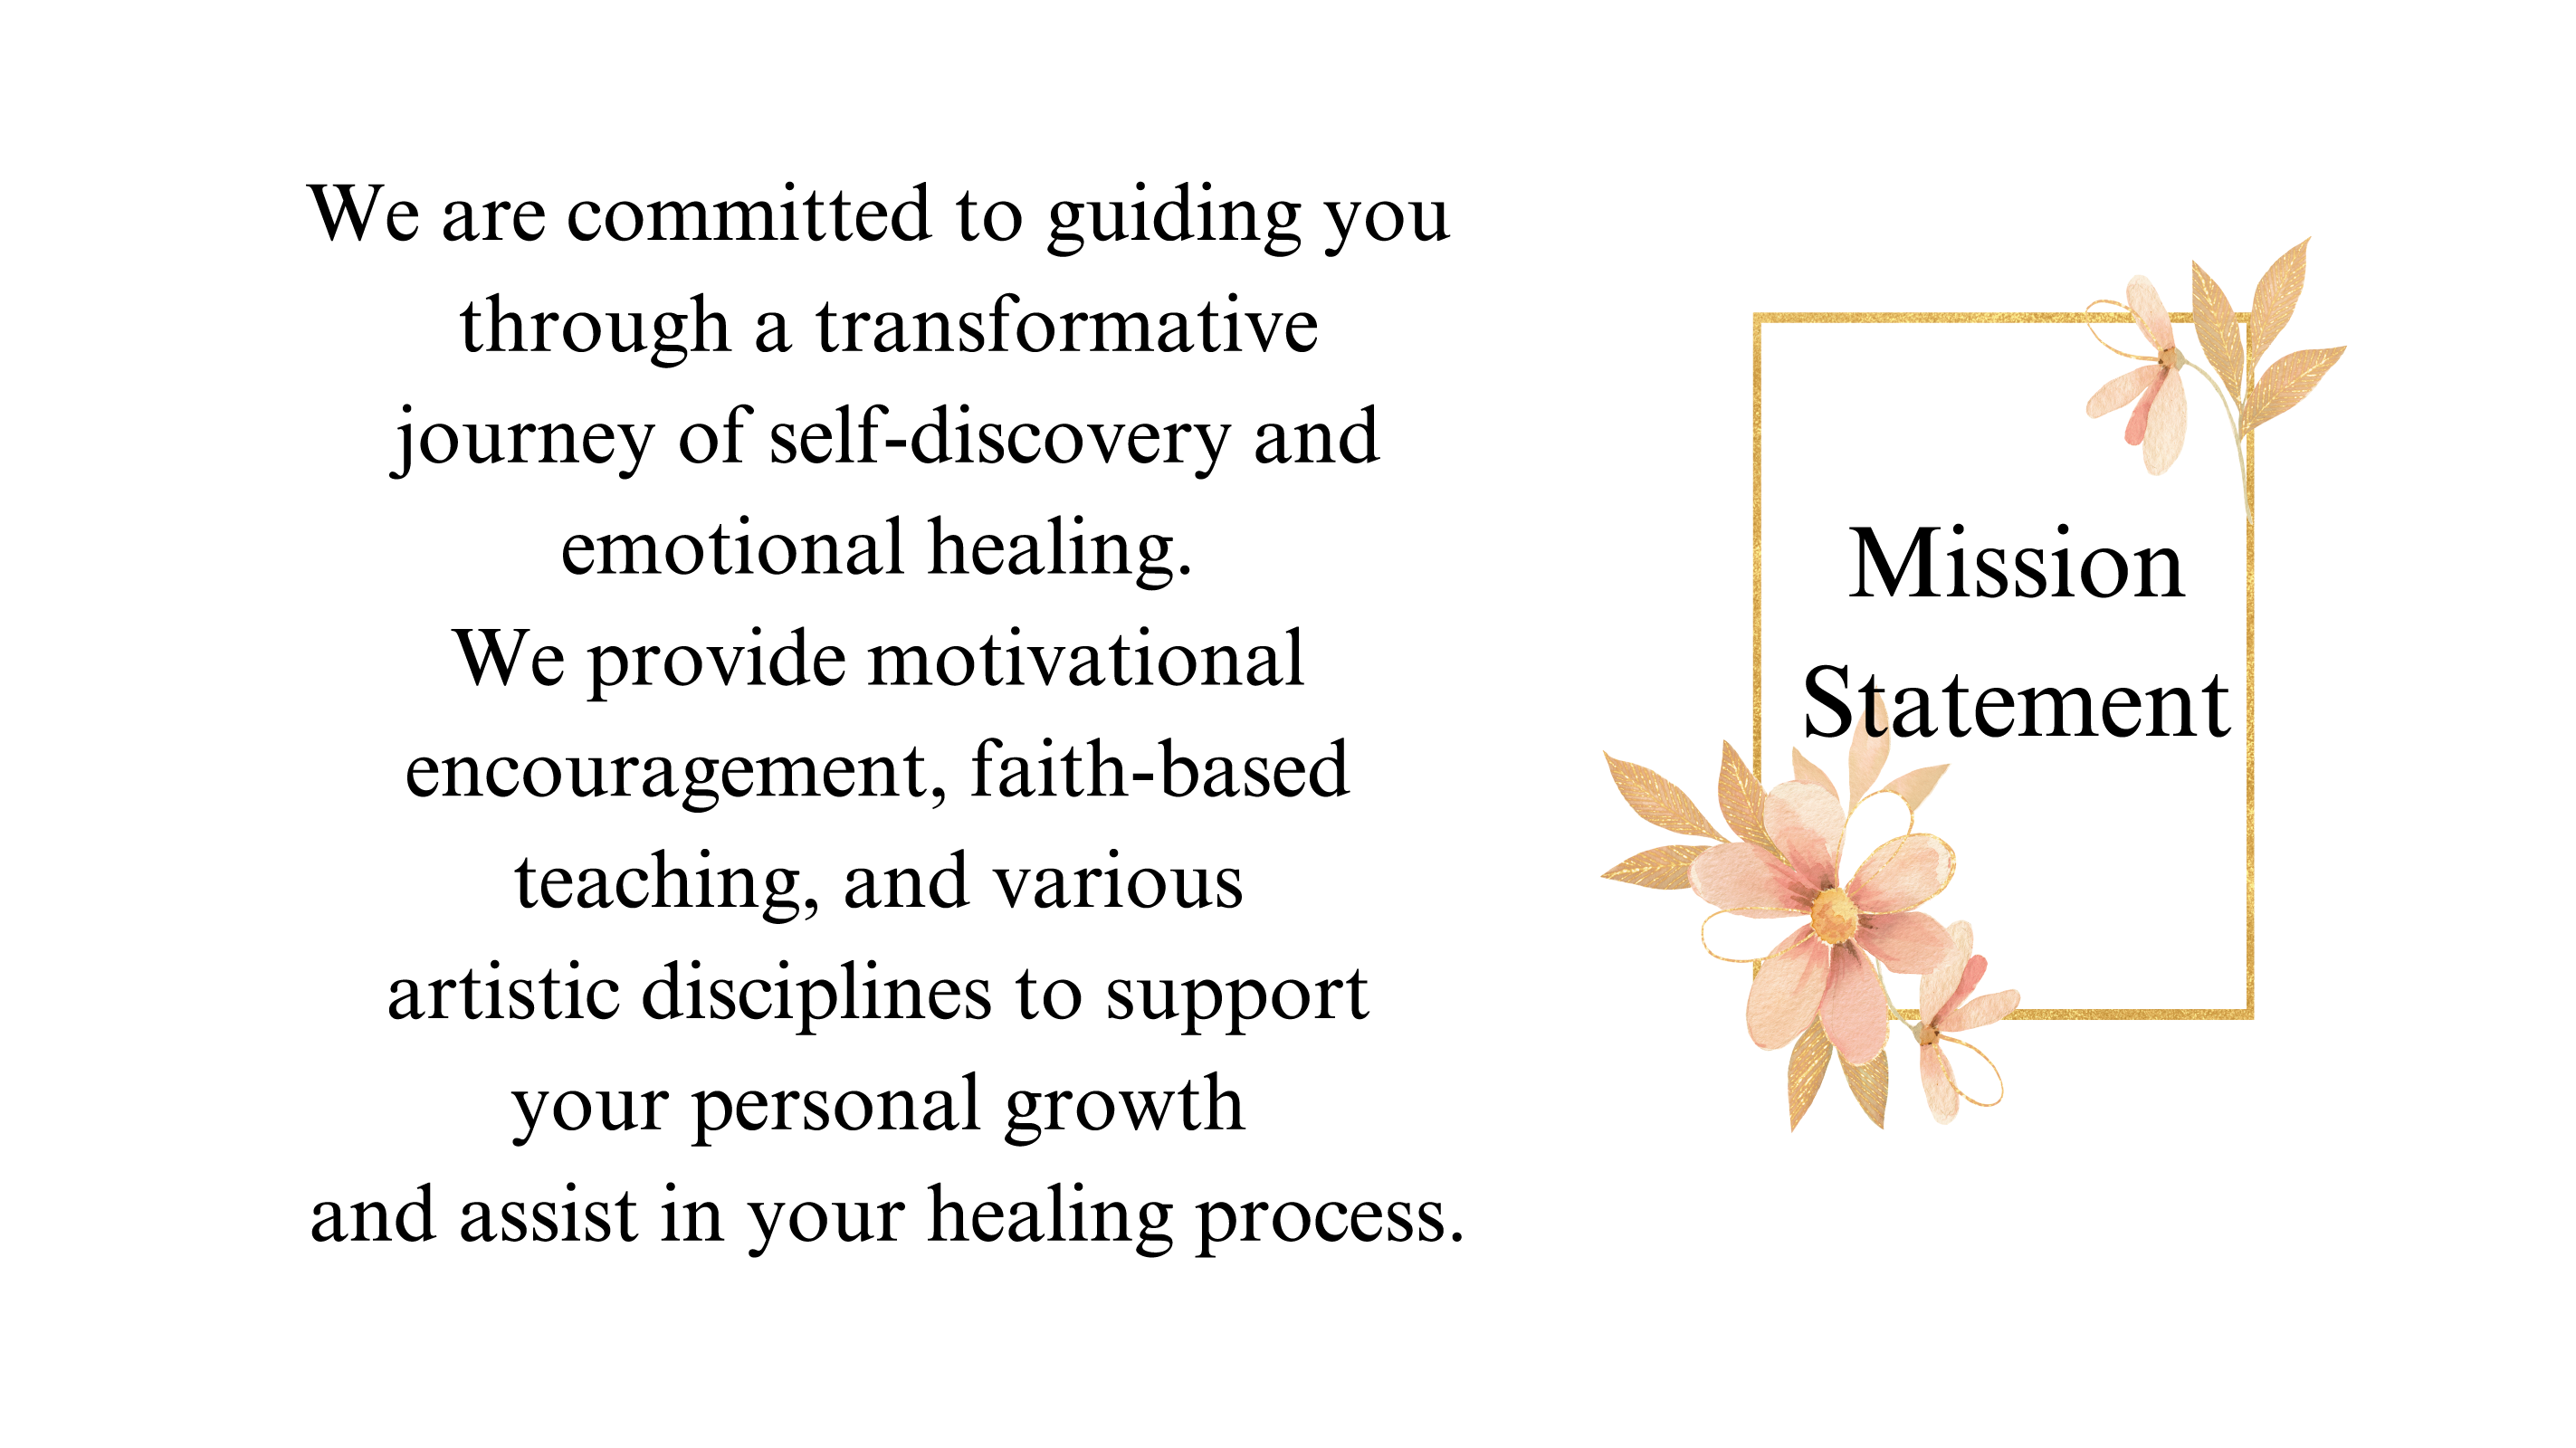 We are committed to guiding you
through a transformative
journey of self-discovery and
emotional healing.
We provide motivational
encouragement, faith-based
teaching, and various
artistic disciplines to support
your personal growth
and assist in your healing process.
Mission
Statement